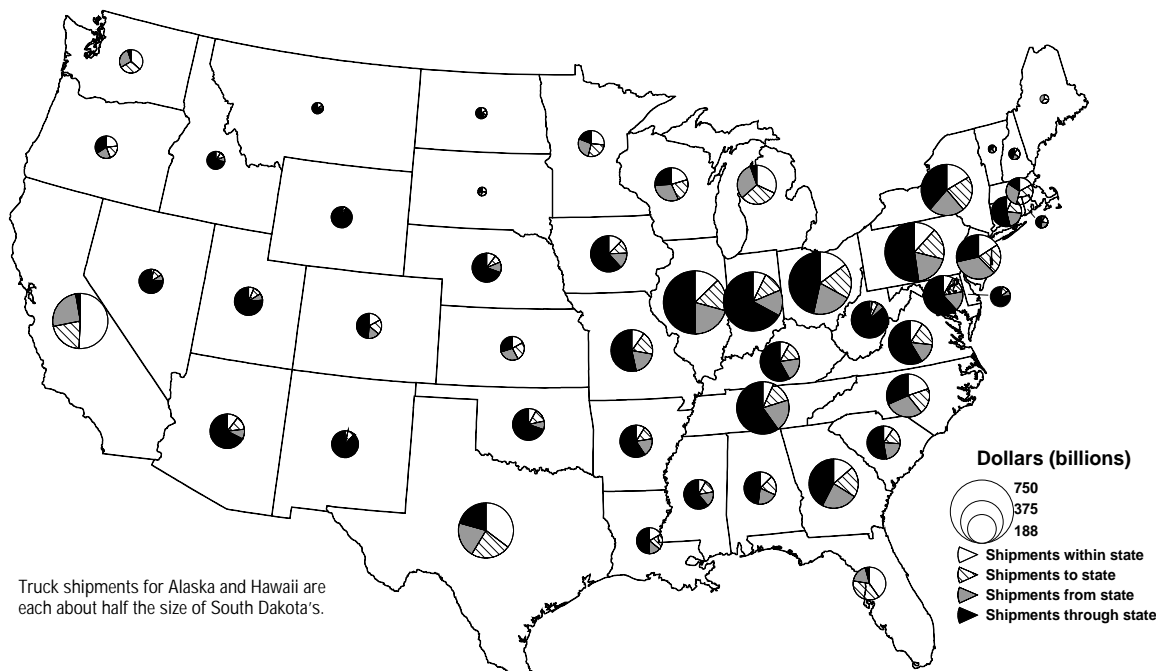 Dollars (billions)
750
375
188
Shipments within state
Shipments to state
Shipments from state
Shipments through state
Truck shipments for Alaska and Hawaii are
each about half the size of South Dakota's.